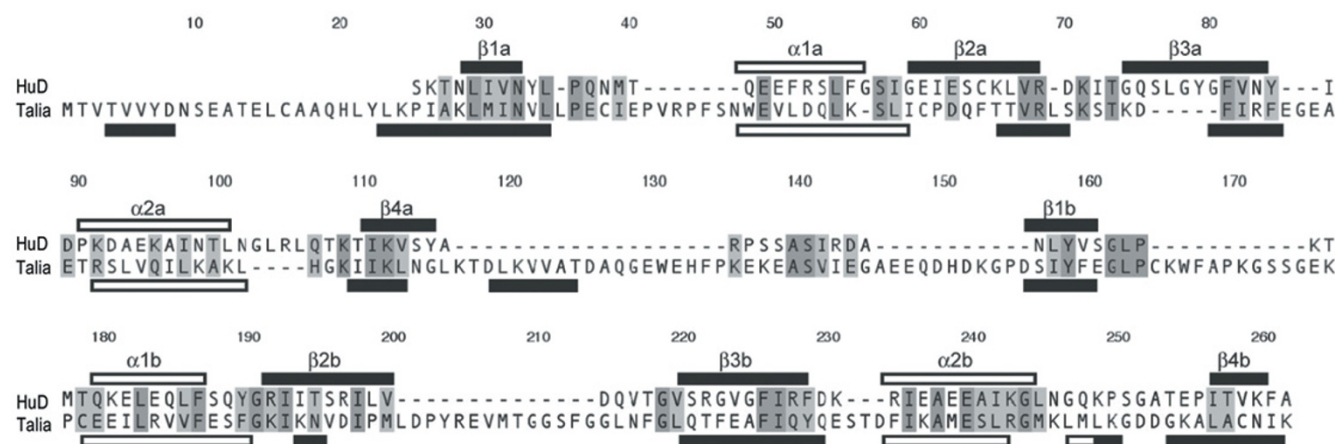 10 20 30 40 50 60 70 80
β1a α1a β2a β3a
HuD SKTNLIVNYL-PQNMT-------QEEFRSLFGSIGEIESCKLVR-DKITGQSLGYGFVNY---I
Talia MTVTVVYDNSEATELCAAQHLYLKPIAKLMINVLLPECIEPVRPFSNWEVLDQLK-SLICPDQFTTVRLSKSTKD-----FIRFEGEA
90 100 110 120 130 140 150 160 170
α2a β4a β1b
HuD DPKDAEKAINTLNGLRLQTKTIKVSYA-------------------RPSSASIRDA-----------NLYVSGLP-----------KT
Talia ETRSLVQILKAKL----HGKIIKLNGLKTDLKVVATDAQGEWEHFPKEKEASVIEGAEEQDHDKGPDSIYFEGLPCKWFAPKGSSGEK
180 190 200 210 220 230 240 250 260
α1b β2b β3b α2b β4b
HuD MTQKELEQLFSQYGRIITSRILV--------------DQVTGVSRGVGFIRFDK---RIEAEEAIKGLNGQKPSGATEPITVKFA
Talia PCEEILRVVFESFGKIKNVDIPMLDPYREVMTGGSFGGLNFGLQTFEAFIQYQESTDFIKAMESLRGMKLMLKGDDGKALACNIK